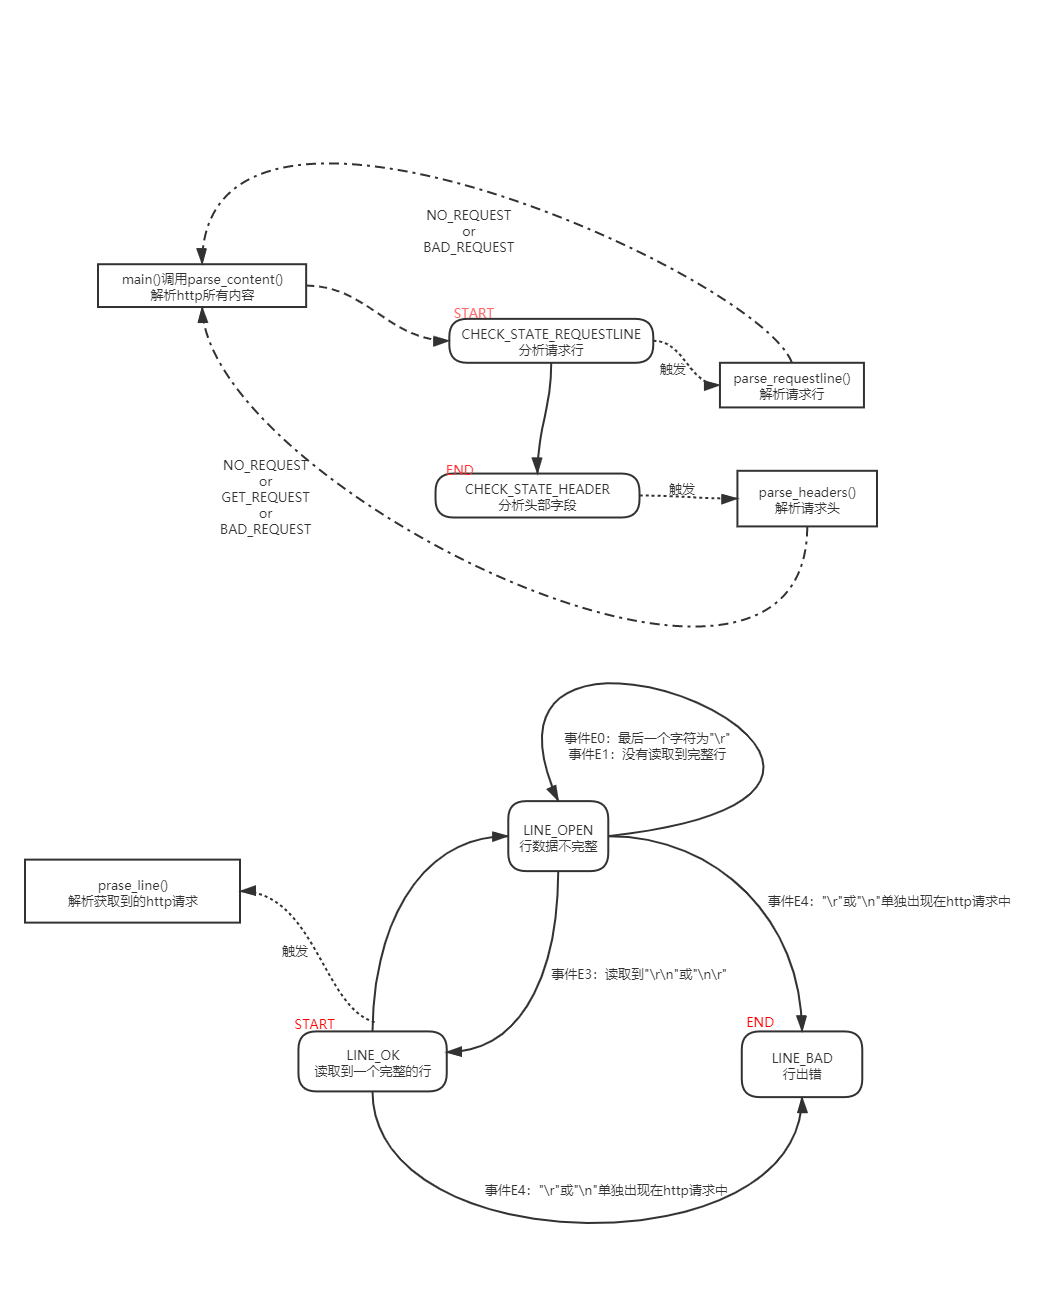 NO_REQUEST
or
BAD_REQUEST
main()调用parse_content()
解析http所有内容
START
CHECK_STATE_REQUESTLINE
分析请求行
触发
parse_requestline()
解析请求行
NO_REQUEST
or
GET_REQUEST
or
BAD_REQUEST
END
CHECK_STATE_HEADER
分析头部字段
触发
parse_headers()
解析请求头
事件E0：最后一个字符为"\r"
事件E1：没有读取到完整行
LINE_OPEN
行数据不完整
prase_line()
解析获取到的http请求
触发
事件E4："\r"或"\n"单独出现在http请求中
事件E3：读取到"\r\n"或"\n\r"
START
LINE_OK
读取到一个完整的行
END
LINE_BAD
行出错
事件E4："\r"或"\n"单独出现在http请求中